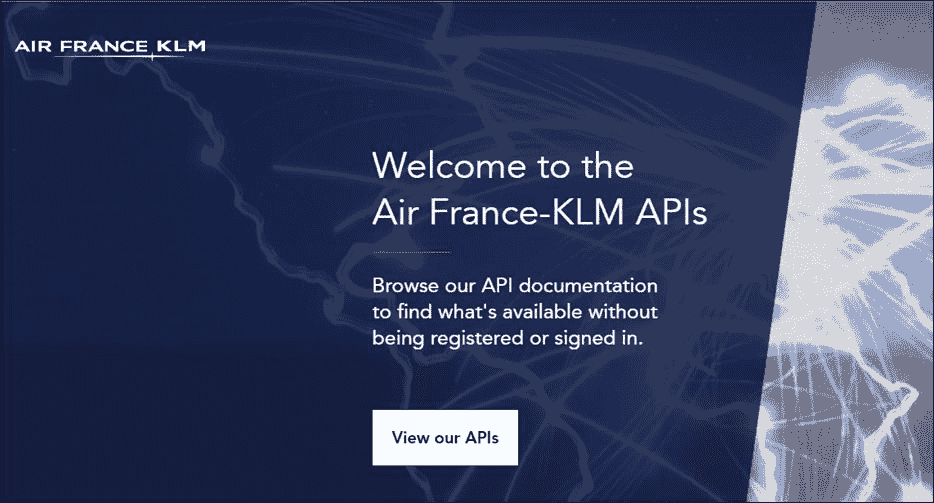 AIR FRANCE KLM
Welcome to the
Air France-KLM APIs
Browse our API documentation
to find what's available without
being registered or signed in.
View our APIs